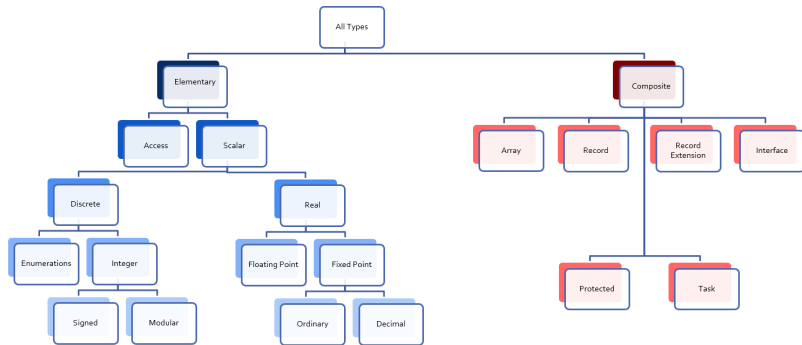 All Types
Elementary
Composite
Access
Scalar
Array
Record
Record
Extension
Interface
Discrete
Real
Enumerations
Integer
Floating Point
Fixed Point
Protected
Task
Signed
Modular
Ordinary
Decimal